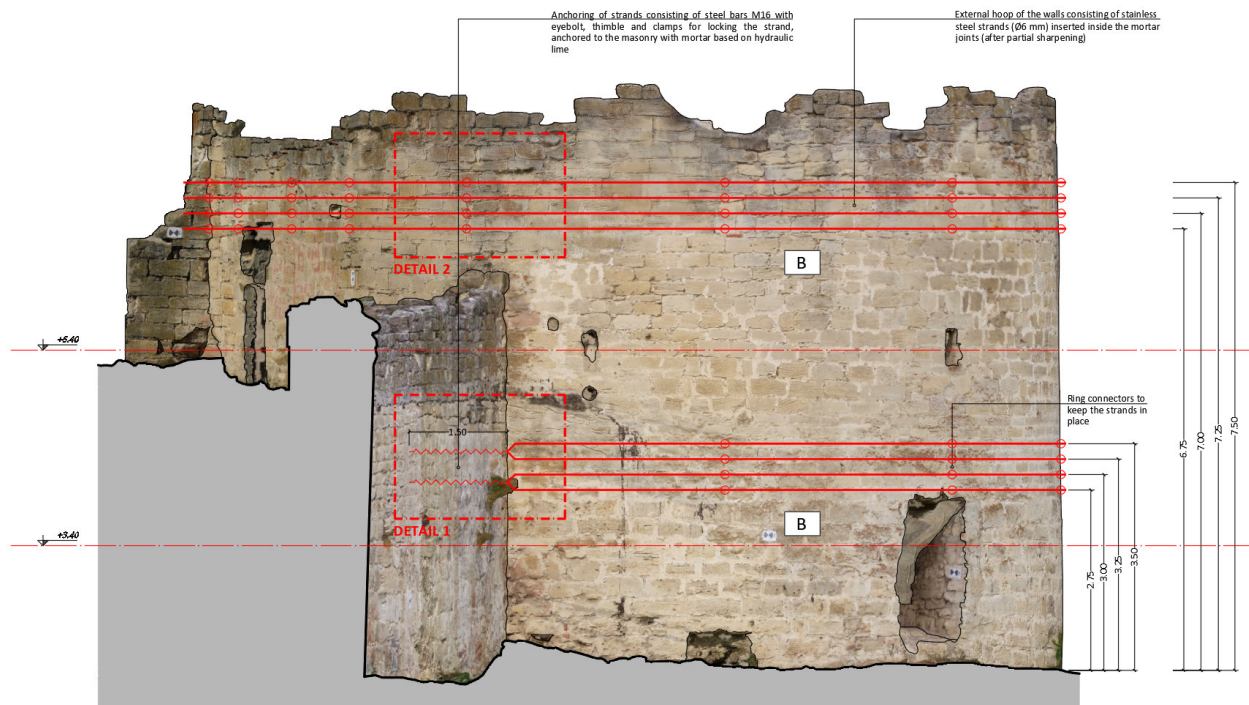 Anchoring of strands consisting of steel bars M16 with
eyebolt, thimble and clamps for locking the strand,
anchored to the masonry with mortar based on hydraulic
lime
External hoop of the walls consisting of stainless
steel strands (Ø6 mm) inserted inside the mortar
joints (after partial sharpening)
DETAIL 2
B
+5.40
Ring connectors to
keep the strands in
place
1.50
6.75
7.00
7.25
7.50
DETAIL 1
B
+3.40
2.75
3.00
3.25
3.50